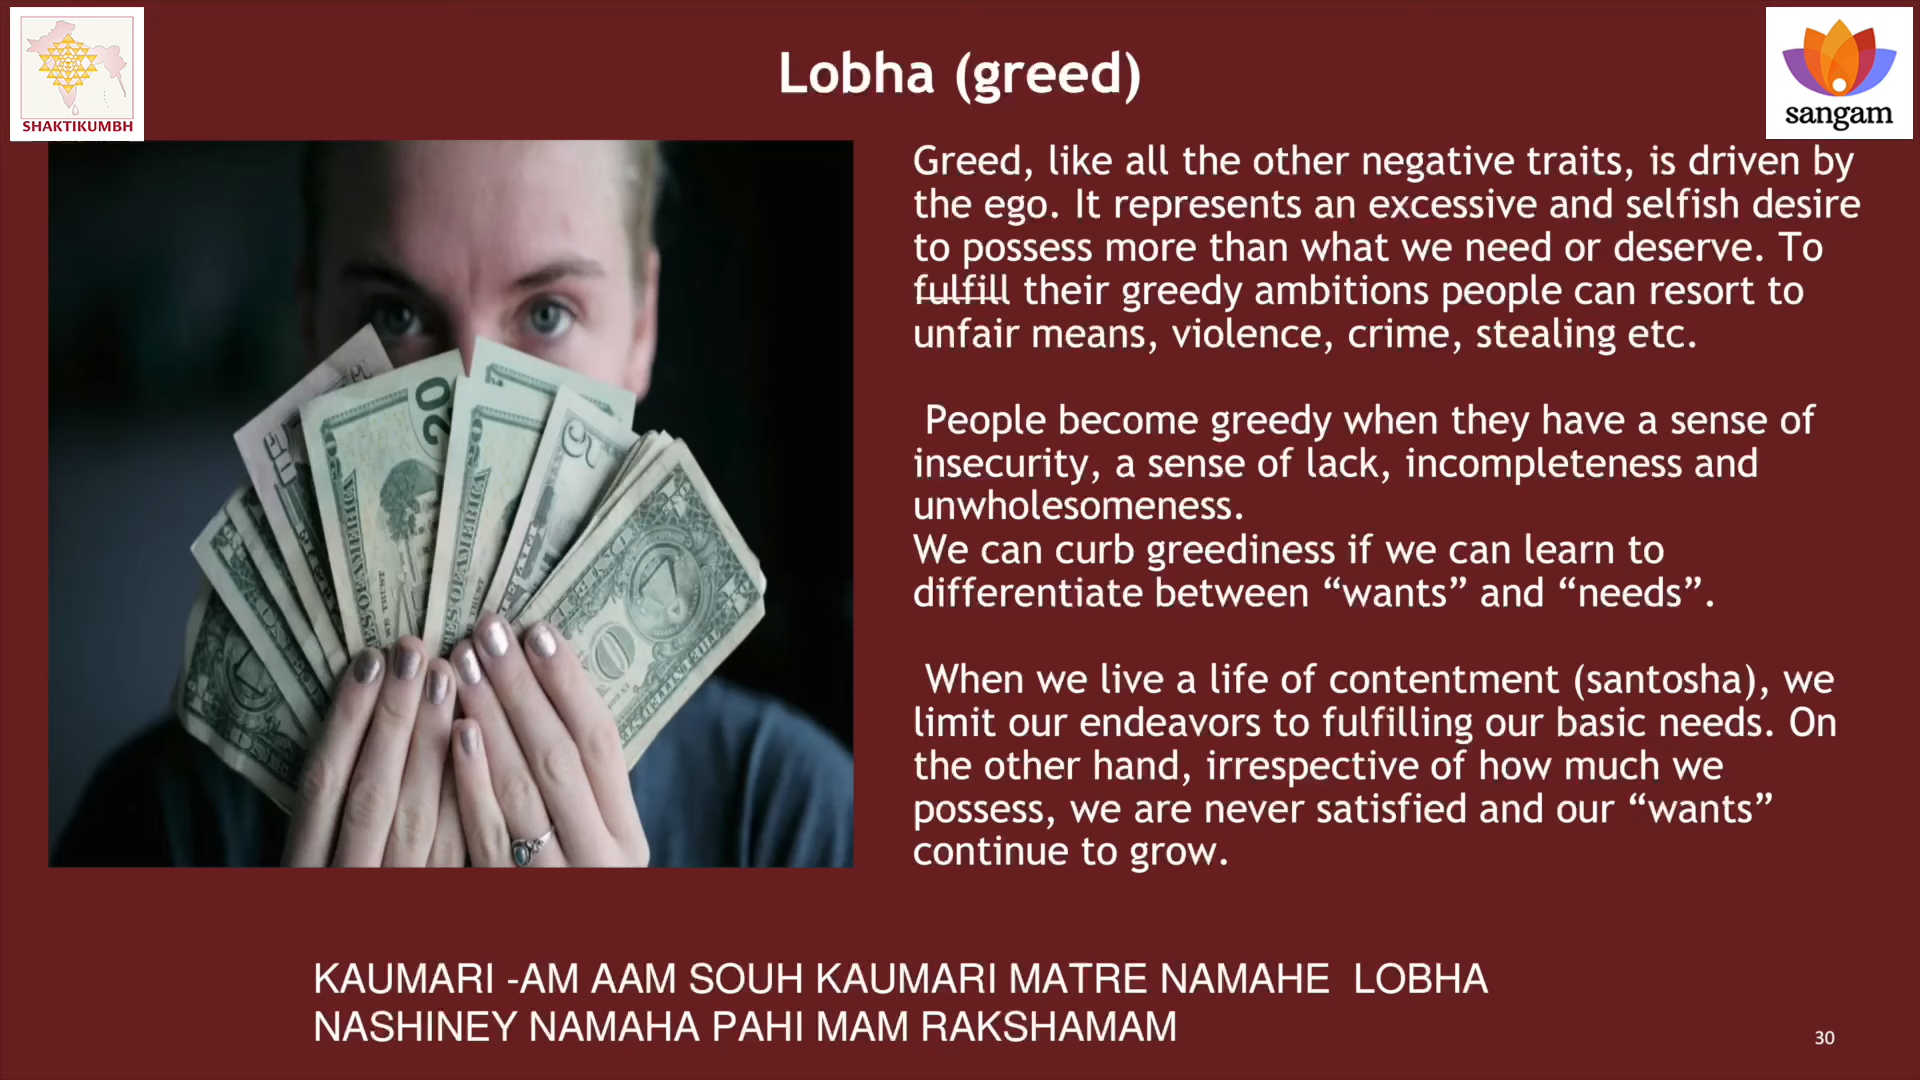 SHAKTIKUMBH
Lobha (greed)
sangam
Greed, like all the other negative traits, is driven by
the ego. It represents an excessive and selfish desire
to possess more than what we need or deserve. To
fulfill their greedy ambitions people can resort to
unfair means, violence, crime, stealing etc.
People become greedy when they have a sense of
insecurity, a sense of lack, incompleteness and
unwholesomeness.
We can curb greediness if we can learn to
differentiate between “wants” and “needs”.
When we live a life of contentment (santosha), we
limit our endeavors to fulfilling our basic needs. On
the other hand, irrespective of how much we
possess, we are never satisfied and our “wants”
continue to grow.
20
KAUMARI -AM AAM SOUH KAUMARI MATRE NAMAHE LOBHA
NASHINEY NAMAHA PAHI MAM RAKSHAMAM
30